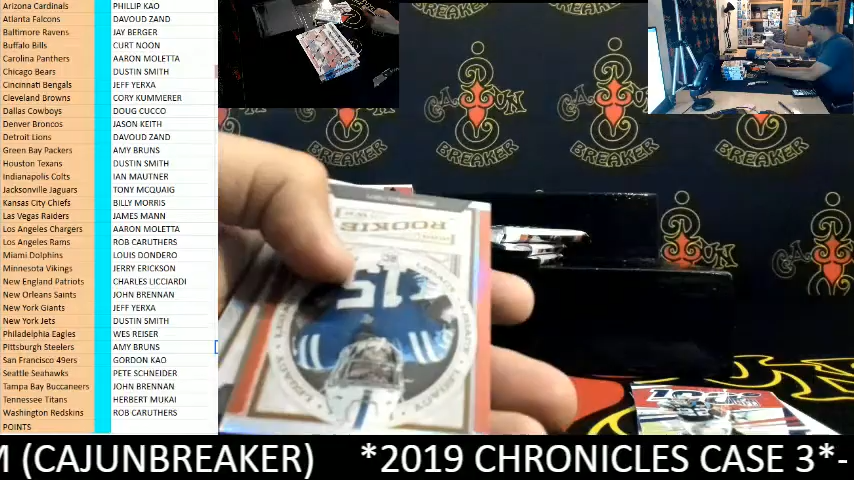 Arizona Cardinals PHILLIP KAO
Atlanta Falcons DAVOUD ZAND
Baltimore Ravens JAY BERGER
Buffalo Bills CURT NOON
Carolina Panthers AARON MOLETTA
Chicago Bears DUSTIN SMITH
Cincinnati Bengals JEFF YERXA
Cleveland Browns CORY KUMMERER
Dallas Cowboys DOUG CUCCO
Denver Broncos JASON KEITH
Detroit Lions DAVOUD ZAND
Green Bay Packers AMY BRUNS
Houston Texans DUSTIN SMITH
Indianapolis Colts IAN MAUTNER
Jacksonville Jaguars TONY MCQUAIG
Kansas City Chiefs BILLY MORRIS
Las Vegas Raiders JAMES MANN
Los Angeles Chargers AARON MOLETTA
Los Angeles Rams ROB CARUTHERS
Miami Dolphins LOUIS DONDERO
Minnesota Vikings JERRY ERICKSON
New England Patriots CHARLES LICCIARDI
New Orleans Saints JOHN BRENNAN
New York Giants JEFF YERXA
New York Jets DUSTIN SMITH
Philadelphia Eagles WES REISER
Pittsburgh Steelers AMY BRUNS
San Francisco 49ers GORDON KAO
Seattle Seahawks PETE SCHNEIDER
Tampa Bay Buccaneers JOHN BRENNAN
Tennessee Titans HERBERT MUKAI
Washington Redskins ROB CARUTHERS
POINTS
BREAKER
BREAKER
BREAKER
ROOKIE
15
LEGACY
LEGACY
LEGACY
M (CAJUNBREAKER) *2019 CHRONICLES CASE 3*-